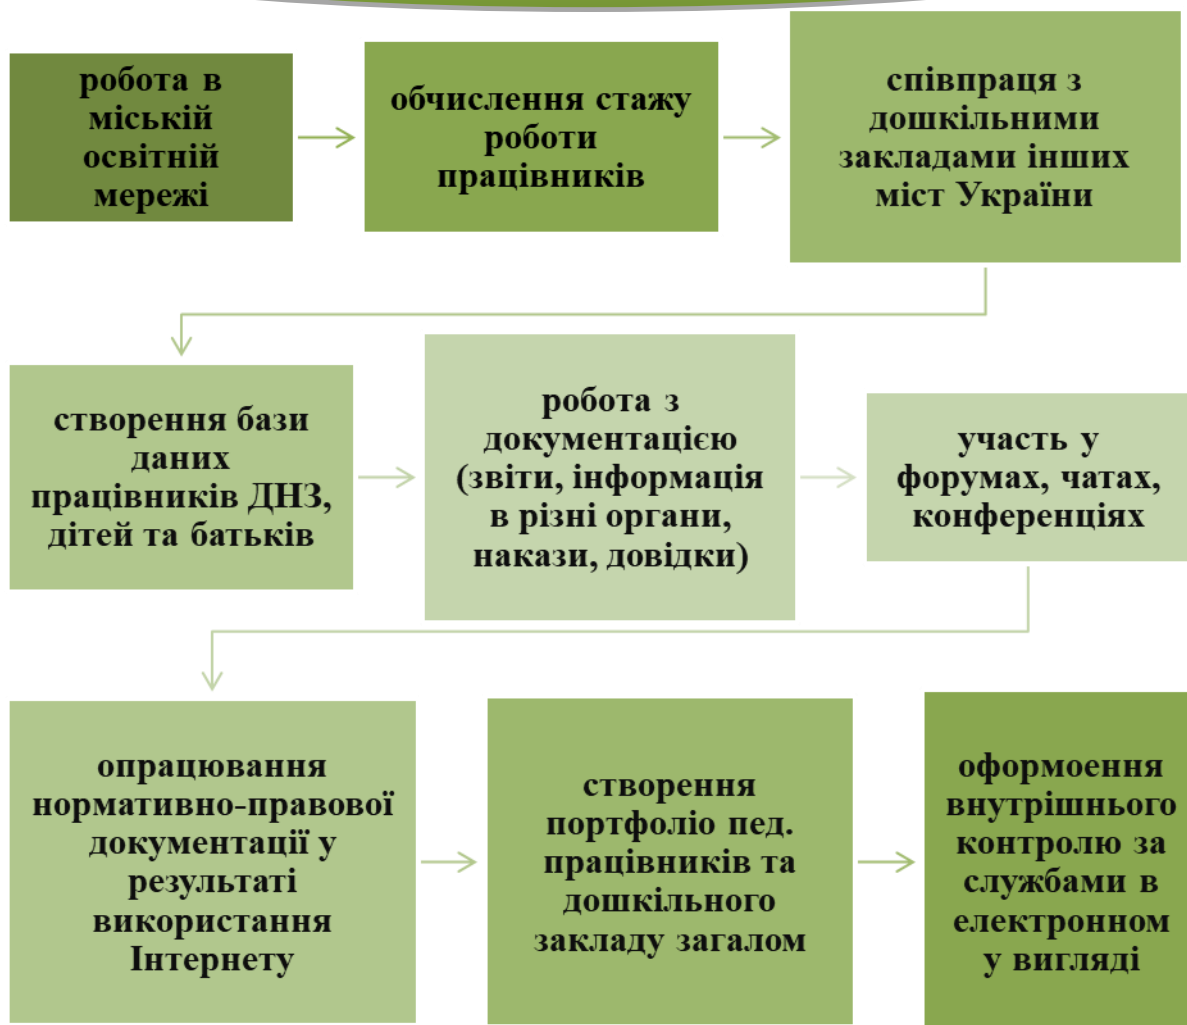 робота в
міській
освітній
мережі
обчислення стажу
роботи
працівників
співпраця з
дошкільними
закладами інших
міст України
створення бази
даних
працівників ДНЗ,
дітей та батьків
робота з
документацією
(звіти, інформація
в різні органи,
накази, довідки)
участь у
форумах, чатах,
конференціях
опрацювання
нормативно-правової
документації у
результаті
використання
Інтернету
створення
портфоліо пед.
працівників та
дошкільного
закладу загалом
оформоення
внутрішнього
контролю за
службами в
електронном
у вигляді